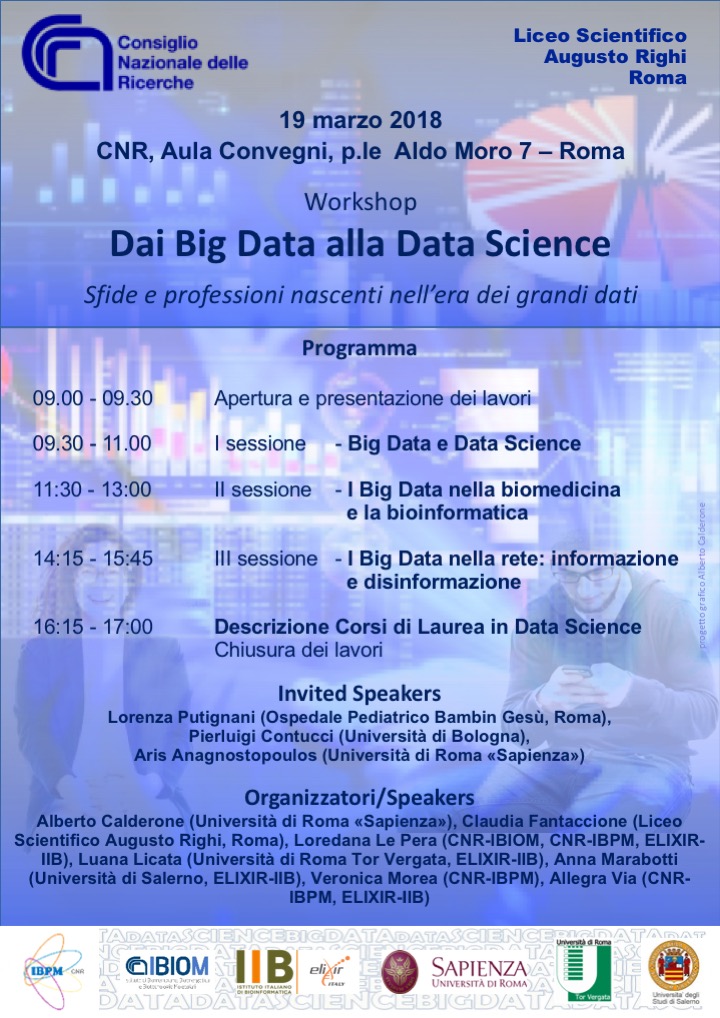 Consiglio
Nazionale delle
Ricerche
Liceo Scientifico
Augusto Righi
Roma
19 marzo 2018
CNR, Aula Convegni, p.le Aldo Moro 7 – Roma
Workshop
Dai Big Data alla Data Science
Sfide e professioni nascenti nell'era dei grandi dati
Programma
09.00 - 09.30 Apertura e presentazione dei lavori
09.30 - 11.00 I sessione - Big Data e Data Science
11:30 - 13:00 II sessione - I Big Data nella biomedicina
e la bioinformatica
14:15 - 15:45 III sessione - I Big Data nella rete: informazione
e disinformazione
16:15 - 17:00 Descrizione Corsi di Laurea in Data Science
Chiusura dei lavori
progetto grafico Alberto Calderone
Invited Speakers
Lorenza Putignani (Ospedale Pediatrico Bambin Gesù, Roma),
Pierluigi Contucci (Università di Bologna),
Aris Anagnostopoulos (Università di Roma «Sapienza»)
Organizzatori/Speakers
Alberto Calderone (Università di Roma «Sapienza»), Claudia Fantaccione (Liceo
Scientifico Augusto Righi, Roma), Loredana Le Pera (CNR-IBIOM, CNR-IBPM, ELIXIR-
IIB), Luana Licata (Università di Roma Tor Vergata, ELIXIR-IIB), Anna Marabotti
(Università di Salerno, ELIXIR-IIB), Veronica Morea (CNR-IBPM), Allegra Via (CNR-
IBPM, ELIXIR-IIB)
IBPM CNR
IBIOM
IIB
ISTITUTO ITALIANO
DI BIOINFORMATICA
elixir
ITALY
SAPIENZA
UNIVERSITÀ DI ROMA
Università di Roma
Tor Vergata
Universita' degli
Studi di Salerno